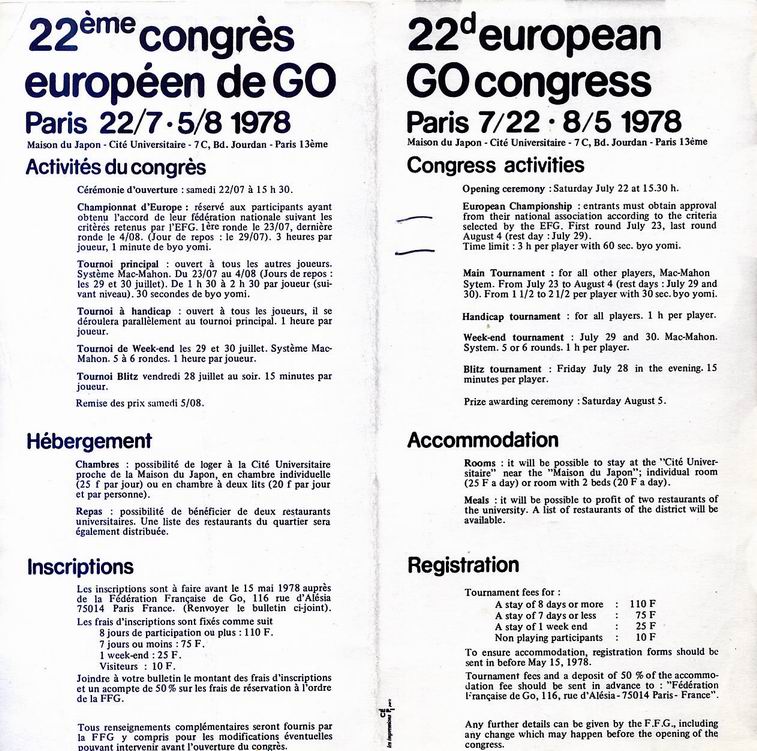 22ème congrès
européen de GO
Paris 22/7 · 5/8 1978
Maison du Japon - Cité Universitaire - 7 C, Bd. Jourdan - Paris 13ème
Activités du congrès
Cérémonie d'ouverture : samedi 22/07 à 15 h 30.
Championnat d'Europe : réservé aux participants ayant
obtenu l'accord de leur fédération nationale suivant les
critères retenus par l'EFG. 1ère ronde le 23/07, dernière
ronde le 4/08. (Jour de repos : le 29/07). 3 heures par
joueur, 1 minute de byo yomi.
Tournoi principal : ouvert à tous les autres joueurs.
Système Mac-Mahon. Du 23/07 au 4/08 (Jours de repos :
les 29 et 30 juillet). De 1 h 30 à 2 h 30 par joueur (sui-
vant niveau). 30 secondes de byo yomi.
Tournoi à handicap : ouvert à tous les joueurs, il se
déroulera parallèlement au tournoi principal. 1 heure par
joueur.
Tournoi de Week-end les 29 et 30 juillet. Système Mac-
Mahon. 5 à 6 rondes. 1 heure par joueur.
Tournoi Blitz vendredi 28 juillet au soir. 15 minutes par
joueur.
Remise des prix samedi 5/08.
Hébergement
Chambres : possibilité de loger à la Cité Universitaire
proche de la Maison du Japon, en chambre individuelle
(25 f par jour) ou en chambre à deux lits (20 f par jour
et par personne).
Repas : possibilité de bénéficier de deux restaurants
universitaires. Une liste des restaurants du quartier sera
également distribuée.
Inscriptions
Les inscriptions sont à faire avant le 15 mai 1978 auprès
de la Fédération Française de Go, 116 rue d'Alésia
75014 Paris France. (Renvoyer le bulletin ci-joint).
Les frais d'inscriptions sont fixés comme suit
8 jours de participation ou plus : 110 F.
7 jours ou moins : 75 F.
1 week-end : 25 F.
Visiteurs : 10 F.
Joindre à votre bulletin le montant des frais d'inscriptions
et un acompte de 50 % sur les frais de réservation à l'ordre
de la FFG.
Tous renseignements complémentaires seront fournis par
la FFG y compris pour les modifications éventuelles
pouvant intervenir avant l'ouverture du congrès.
22d european
GO congress
Paris 7/22 · 8/5 1978
Maison du Japon - Cité Universitaire - 7 C, Bd. Jourdan - Paris 13ème
Congress activities
Opening ceremony : Saturday July 22 at 15.30 h.
European Championship : entrants must obtain approval
from their national association according to the criteria
selected by the EFG. First round July 23, last round
August 4 (rest day : July 29).
Time limit : 3 h per player with 60 sec. byo yomi.
Main Tournament : for all other players, Mac-Mahon
Sytem. From July 23 to August 4 (rest days : July 29 and
30). From 1 1/2 to 2 1/2 per player with 30 sec. byo yomi.
Handicap tournament : for all players. 1 h per player.
Week-end tournament : July 29 and 30. Mac-Mahon.
System. 5 or 6 rounds. 1 h per player.
Blitz tournament : Friday July 28 in the evening. 15
minutes per player.
Prize awarding ceremony : Saturday August 5.
Accommodation
Rooms : it will be possible to stay at the "Cité Univer-
sitaire" near the "Maison du Japon"; individual room
(25 F a day) or room with 2 beds (20 F a day).
Meals : it will be possible to profit of two restaurants of
the university. A list of restaurants of the district will be
available.
Registration
Tournament fees for :
A stay of 8 days or more : 110 F
A stay of 7 days or less : 75 F
A stay of 1 week end : 25 F
Non playing participants : 10 F
To ensure accommodation, registration forms should be
sent in before May 15, 1978.
Tournament fees and a deposit of 50 % of the accommo-
dation fee should be sent in advance to : "Fédération
Française de Go, 116, rue d'Alésia - 75014 Paris - France".
Any further details can be given by the F.F.G., including
any change which may happen before the opening of the
congress.